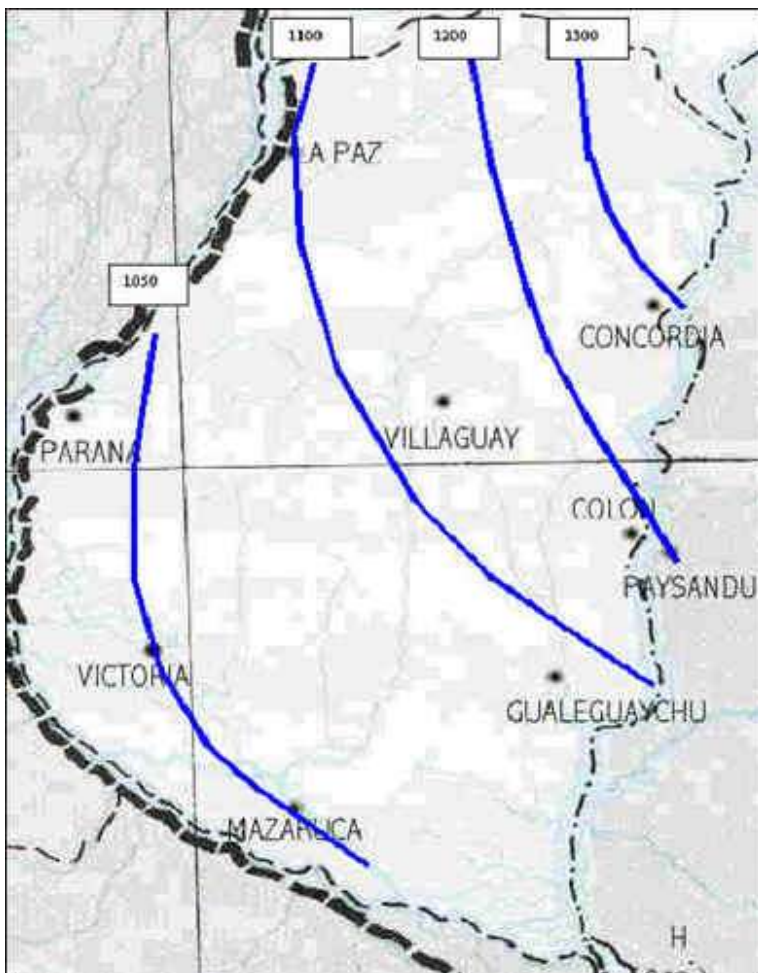 1100
1200
1300
LA PAZ
1050
CONCORDIA
VILLAGUAY
PARANA
COLON
PAYSANDU
VICTORIA
GUALEGUAYCHU
MAZARUCA
H